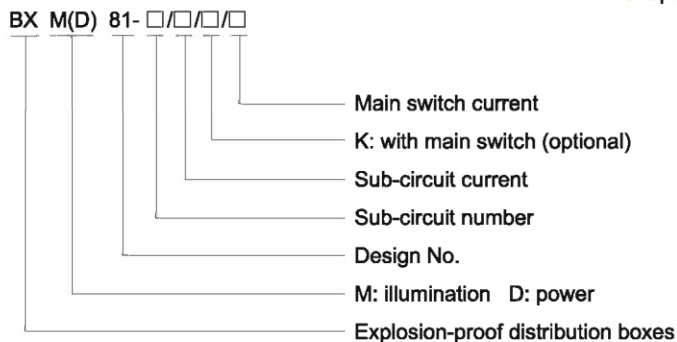 BX M(D) 81-□/□/□/□
Main switch current
K: with main switch (optional)
Sub-circuit current
Sub-circuit number
Design No.
M: illumination D: power
Explosion-proof distribution boxes